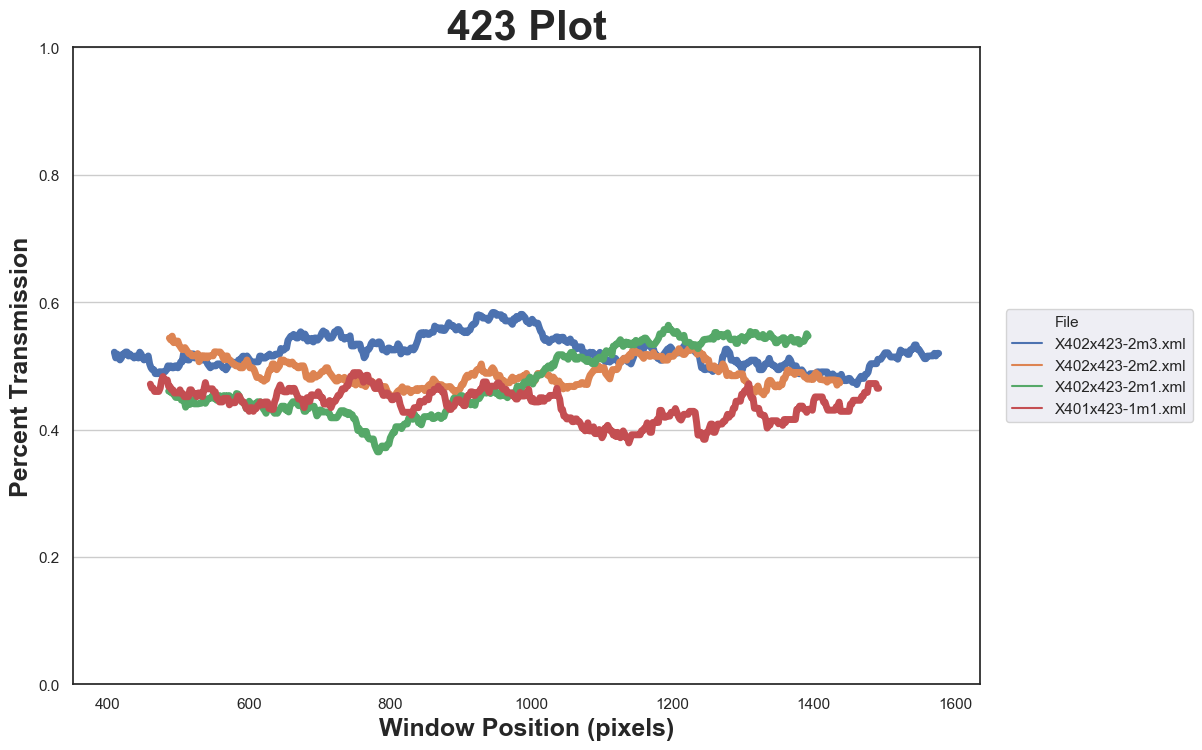 423 Plot
1.0
0.8
0.6
0.4
0.2
0.0
Percent Transmission
400 600 800 1000 1200 1400 1600
Window Position (pixels)
File
X402x423-2m3.xml
X402x423-2m2.xml
X402x423-2m1.xml
X401x423-1m1.xml